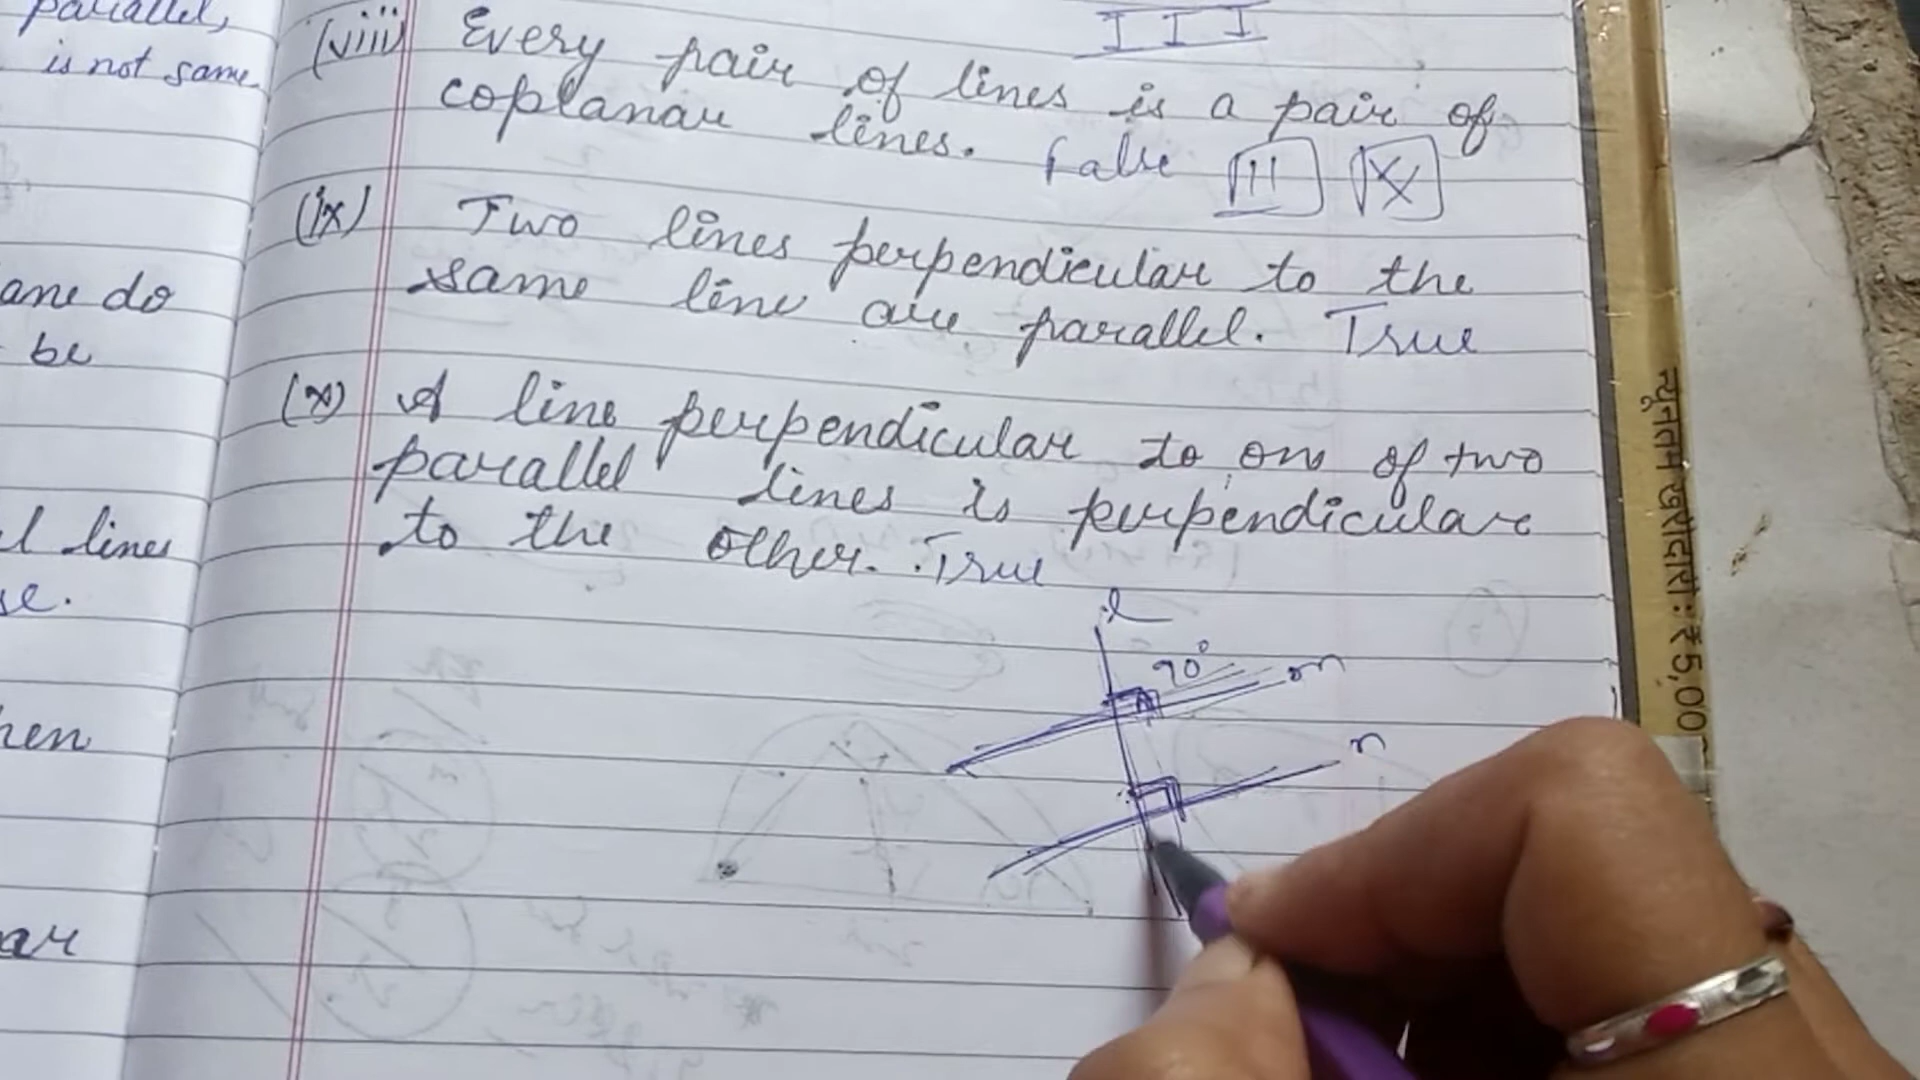 parallel,
is not same
ane do
be
l lines
se.
hen
ar
(viii) Every pair of lines is a pair of
coplanar lines. False
(ix) Two lines perpendicular to the
same line are parallel. True
(x) A line perpendicular to one of two
parallel lines is perpendicular
to the other. True
l
90°
m
n
न्यूनतम खुदरा दर: ₹5,00